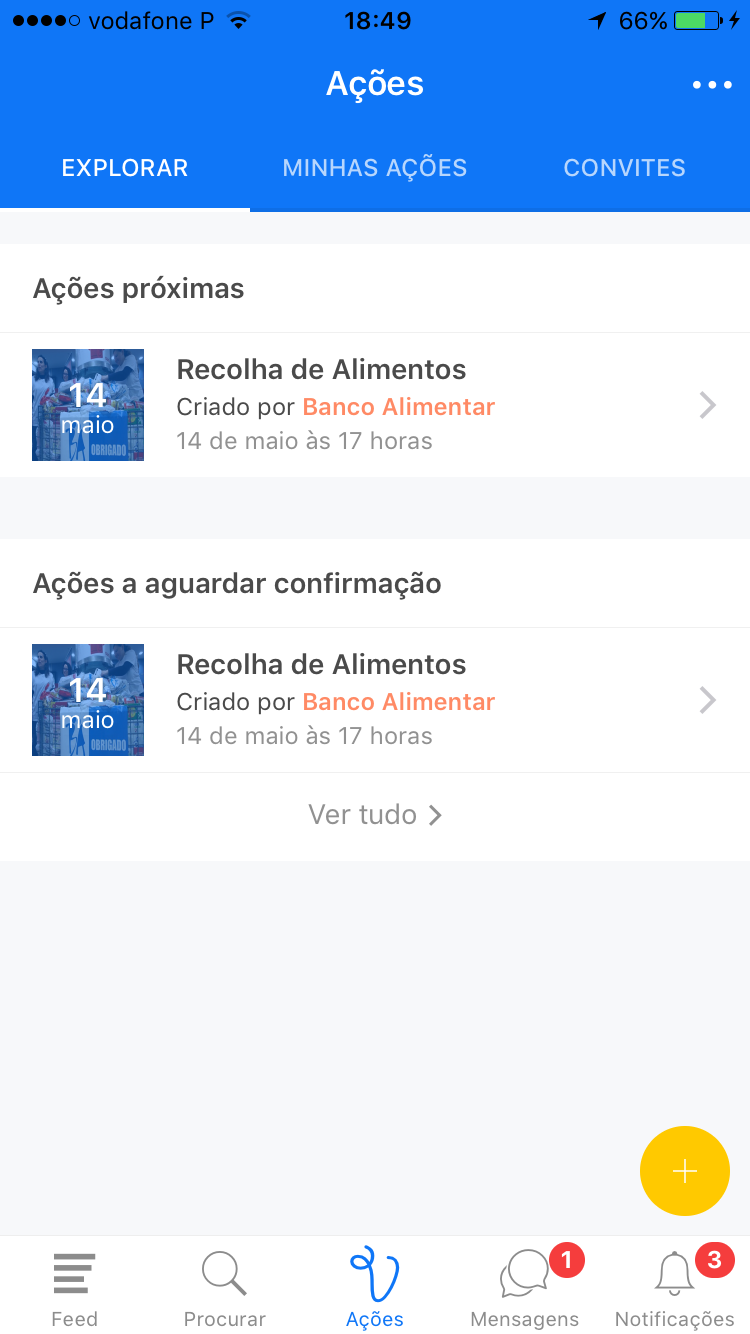 vodafone P 18:49 66%
Ações
EXPLORAR MINHAS AÇÕES CONVITES
Ações próximas
14
maio
OBRIGADO
Recolha de Alimentos
Criado por Banco Alimentar
14 de maio às 17 horas
Ações a aguardar confirmação
14
maio
OBRIGADO
Recolha de Alimentos
Criado por Banco Alimentar
14 de maio às 17 horas
Ver tudo
1 3
Feed Procurar Ações Mensagens Notificações